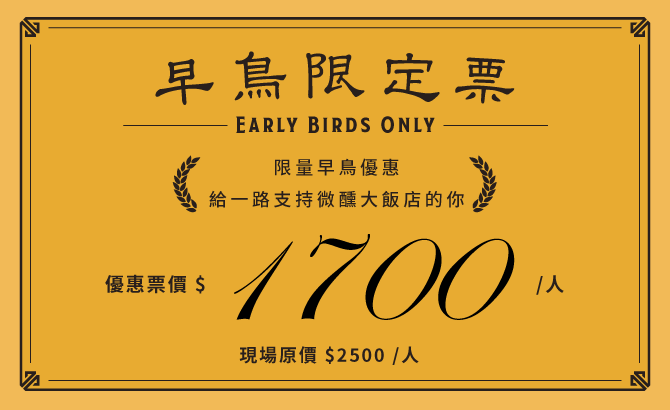 早鳥限定票
EARLY BIRDS ONLY
限量早鳥優惠
給一路支持微醺大飯店的你
優惠票價 $ 1700 /人
現場原價 $2500 /人